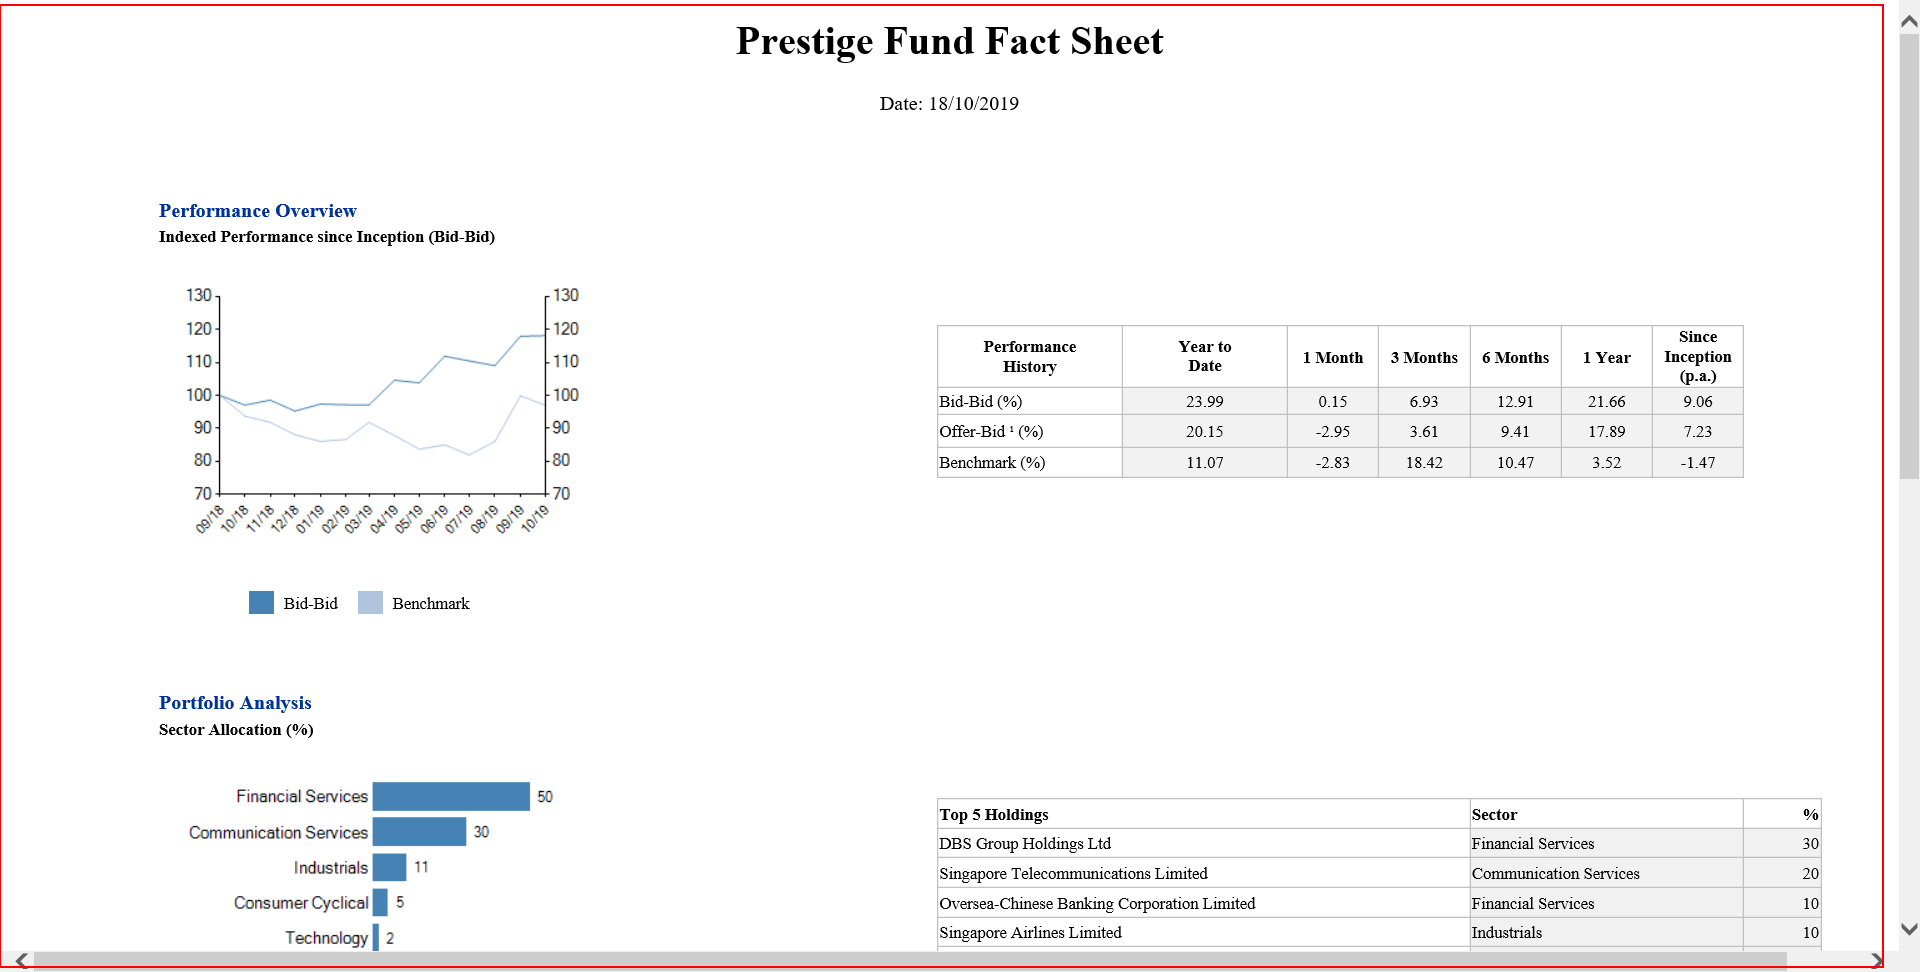 Prestige Fund Fact Sheet
Date: 18/10/2019
Performance Overview
Indexed Performance since Inception (Bid-Bid)
130 130
120 120
110 110
100 100
90 90
80 80
70 70
09/18 10/18 11/18 12/18 01/19 02/19 03/19 04/19 05/19 06/19 07/19 08/19 09/19 10/19
Bid-Bid Benchmark
Performance History Year to Date 1 Month 3 Months 6 Months 1 Year Since Inception (p.a.)
Bid-Bid (%) 23.99 0.15 6.93 12.91 21.66 9.06
Offer-Bid ¹ (%) 20.15 -2.95 3.61 9.41 17.89 7.23
Benchmark (%) 11.07 -2.83 18.42 10.47 3.52 -1.47
Portfolio Analysis
Sector Allocation (%)
Financial Services 50
Communication Services 30
Industrials 11
Consumer Cyclical 5
Technology 2
Top 5 Holdings Sector %
DBS Group Holdings Ltd Financial Services 30
Singapore Telecommunications Limited Communication Services 20
Oversea-Chinese Banking Corporation Limited Financial Services 10
Singapore Airlines Limited Industrials 10